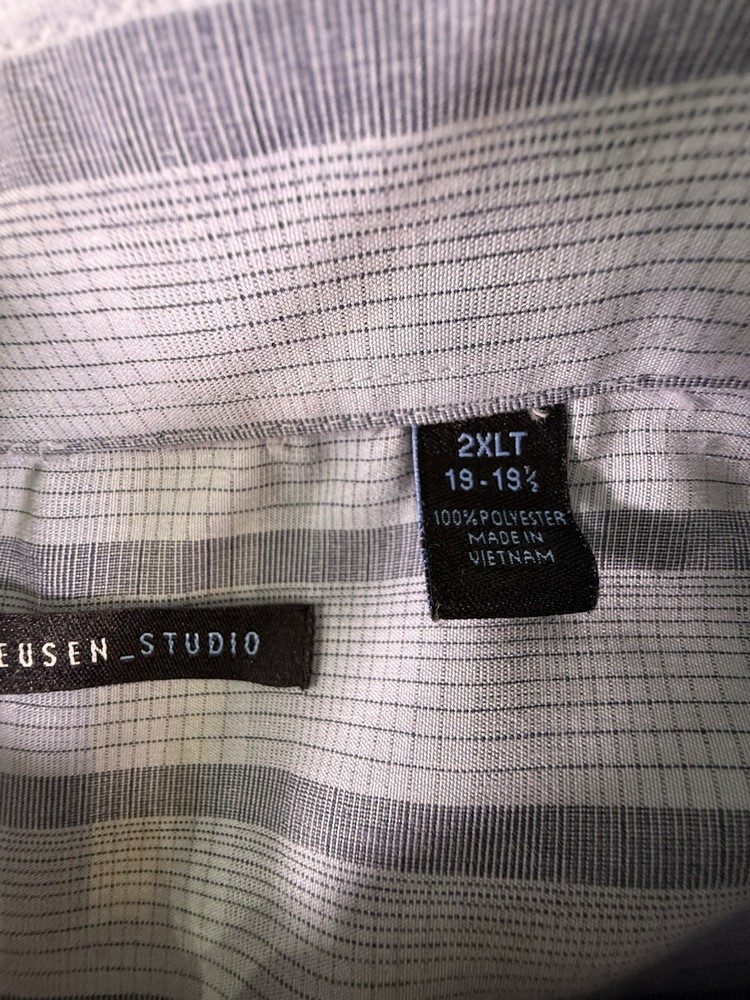 2XLT
19-19½
100% POLYESTER
MADE IN
VIETNAM
EUSEN_STUDIO